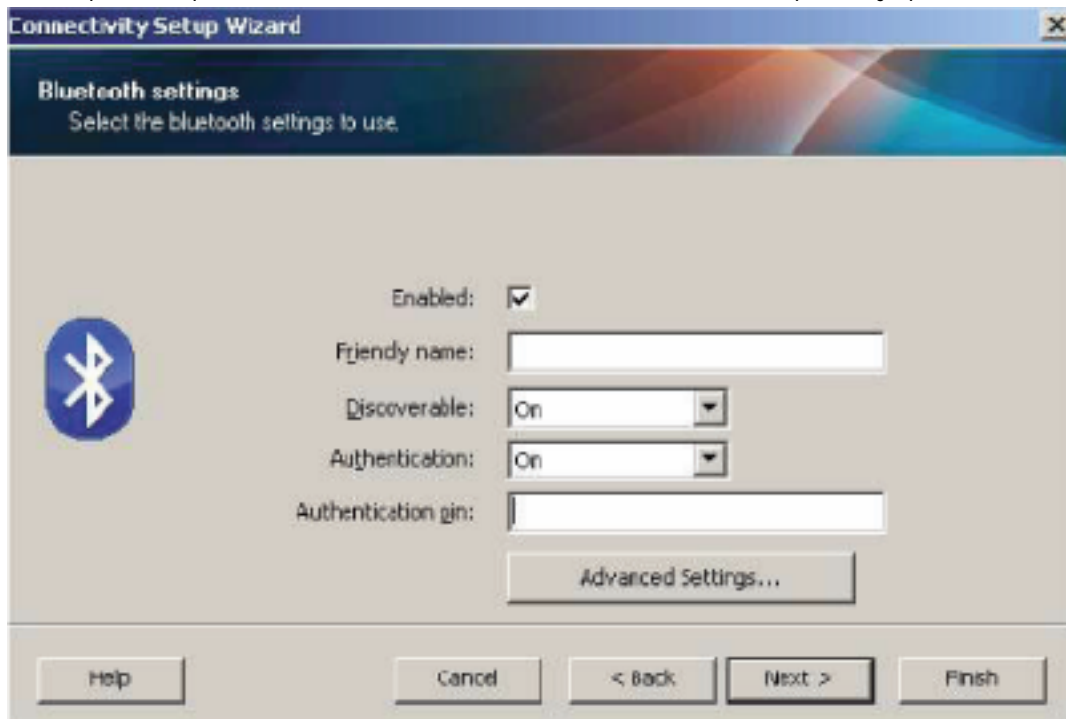 Connectivity Setup Wizard
Bluetooth settings
Select the bluetooth settings to use.
Enabled:
Friendy name:
Discoverable:
On
Authentication:
On
Authentication pin:
Advanced Settings...
Help
Cancel
< Back
Next >
Finish